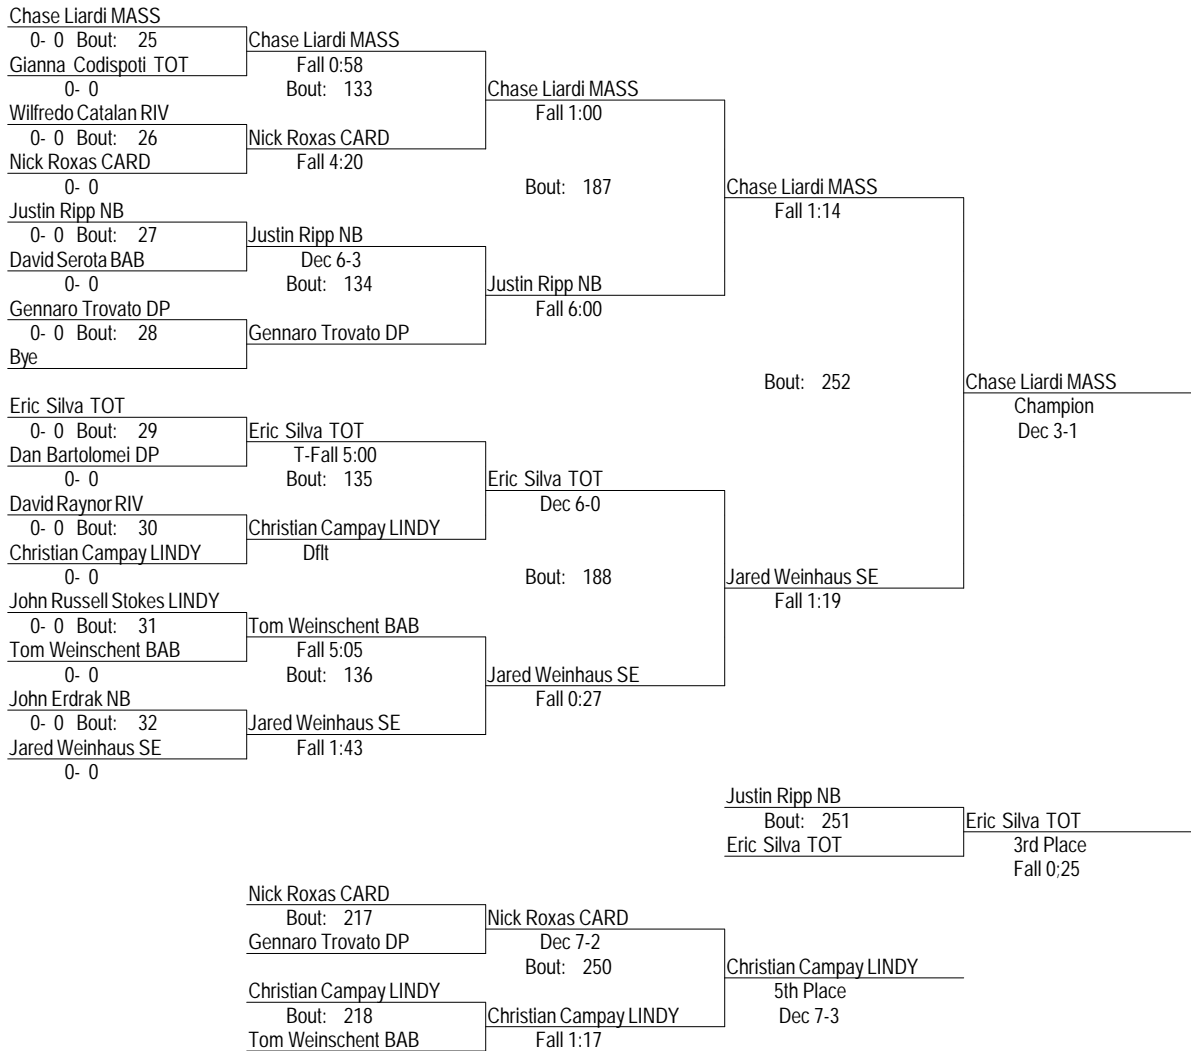 Chase Liardi MASS
0- 0 Bout: 25
Gianna Codispoti TOT
0- 0
Wilfredo Catalan RIV
0- 0 Bout: 26
Nick Roxas CARD
0- 0
Justin Ripp NB
0- 0 Bout: 27
David Serota BAB
0- 0
Gennaro Trovato DP
0- 0 Bout: 28
Bye
Eric Silva TOT
0- 0 Bout: 29
Dan Bartolomei DP
0- 0
David Raynor RIV
0- 0 Bout: 30
Christian Campay LINDY
0- 0
John Russell Stokes LINDY
0- 0 Bout: 31
Tom Weinschent BAB
0- 0
John Erdrak NB
0- 0 Bout: 32
Jared Weinhaus SE
0- 0
Chase Liardi MASS
Fall 0:58
Bout: 133
Nick Roxas CARD
Fall 4:20
Justin Ripp NB
Dec 6-3
Bout: 134
Gennaro Trovato DP
Eric Silva TOT
T-Fall 5:00
Bout: 135
Christian Campay LINDY
Dflt
Tom Weinschent BAB
Fall 5:05
Bout: 136
Jared Weinhaus SE
Fall 1:43
Chase Liardi MASS
Fall 1:00
Bout: 187
Justin Ripp NB
Fall 6:00
Eric Silva TOT
Dec 6-0
Bout: 188
Jared Weinhaus SE
Fall 0:27
Chase Liardi MASS
Fall 1:14
Bout: 252
Jared Weinhaus SE
Fall 1:19
Chase Liardi MASS
Champion
Dec 3-1
Justin Ripp NB
Bout: 251
Eric Silva TOT
Eric Silva TOT
3rd Place
Fall 0;25
Nick Roxas CARD
Bout: 217
Gennaro Trovato DP
Christian Campay LINDY
Bout: 218
Tom Weinschent BAB
Nick Roxas CARD
Dec 7-2
Bout: 250
Christian Campay LINDY
Fall 1:17
Christian Campay LINDY
5th Place
Dec 7-3